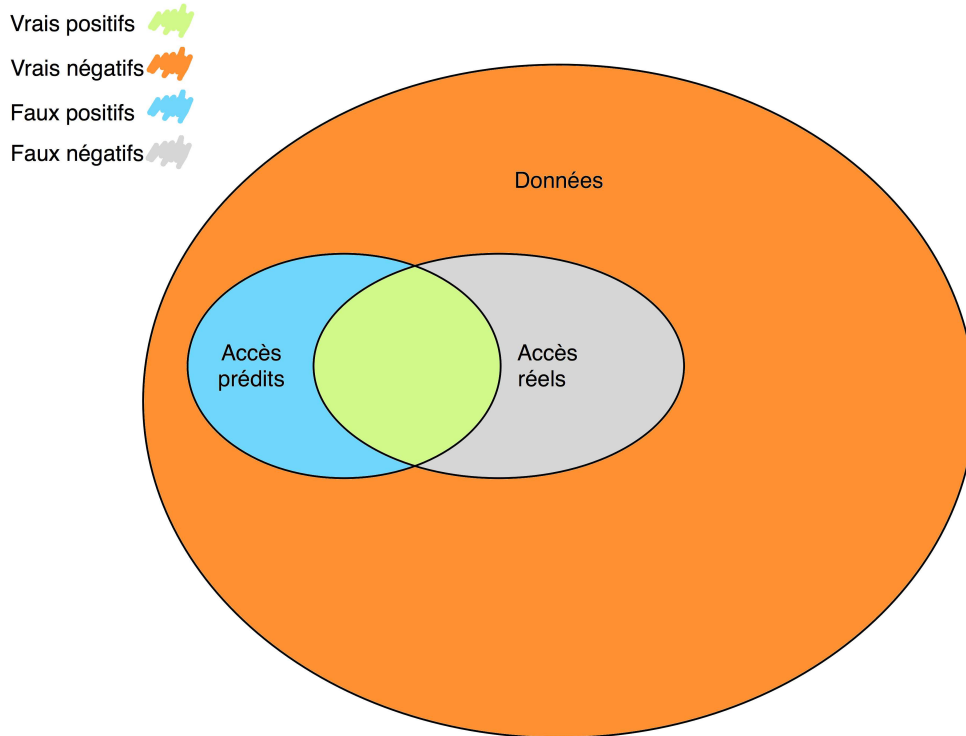 Vrais positifs
Vrais négatifs
Faux positifs
Faux négatifs
Données
Accès
prédits
Accès
réels